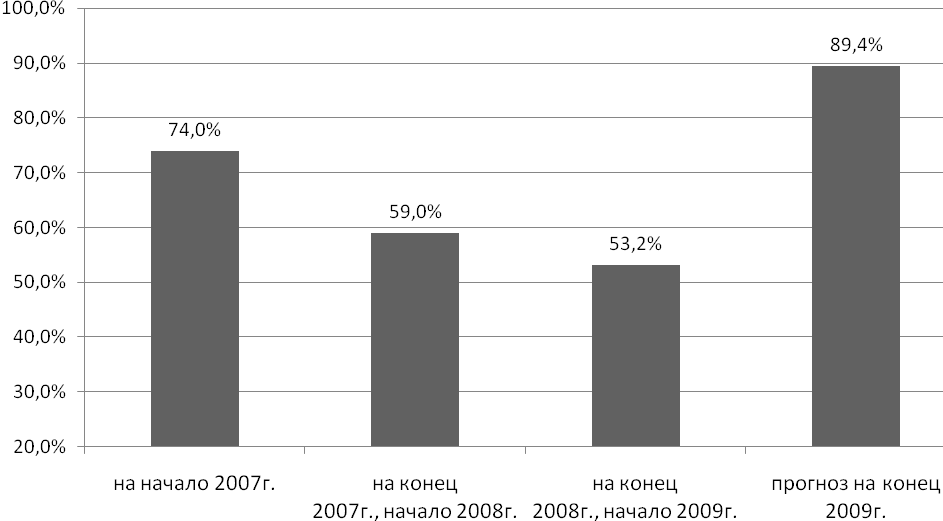 100,0%
90,0%
80,0%
70,0%
60,0%
50,0%
40,0%
30,0%
20,0%
74,0%
59,0%
53,2%
89,4%
на начало 2007г.
на конец
2007г., начало 2008г.
на конец
2008г., начало 2009г.
прогноз на конец
2009г.